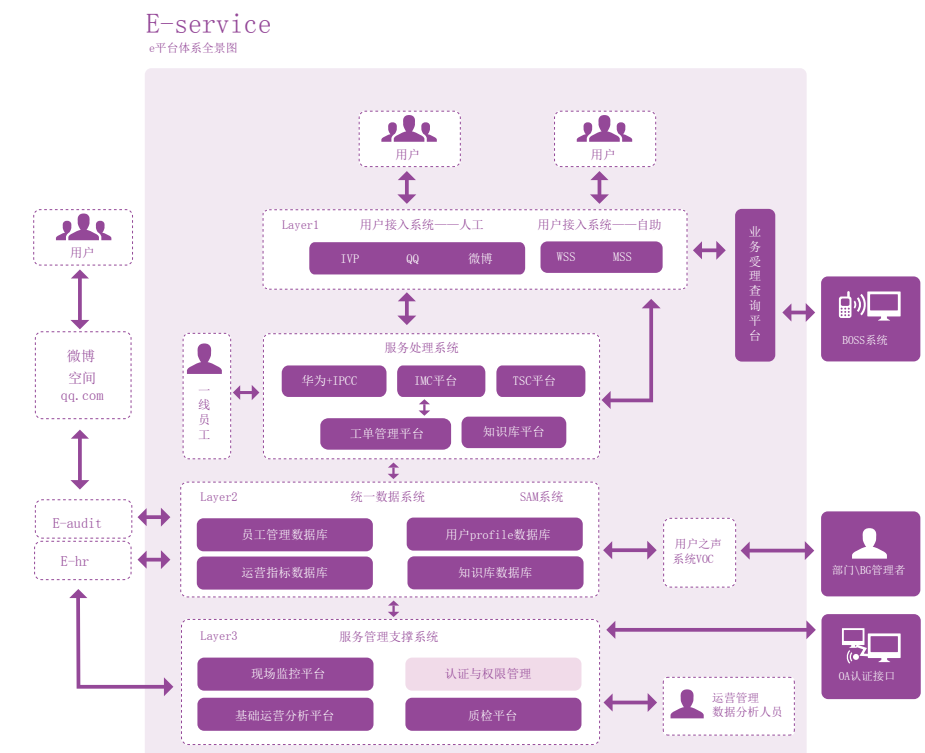 E-service
e平台体系全景图
用户
用户
用户
Layer1
用户接入系统——人工
用户接入系统——自助
IVP
QQ
微博
WSS
MSS
业务受理查询平台
BOSS系统
微博
空间
qq.com
一线员工
服务处理系统
华为+IPCC
IMC平台
TSC平台
工单管理平台
知识库平台
E-audit
E-hr
Layer2
统一数据系统
SAM系统
员工管理数据库
用户profile数据库
运营指标数据库
知识库数据库
用户之声
系统VOC
部门\BG管理者
Layer3
服务管理支撑系统
现场监控平台
认证与权限管理
基础运营分析平台
质检平台
OA认证接口
运营管理
数据分析人员